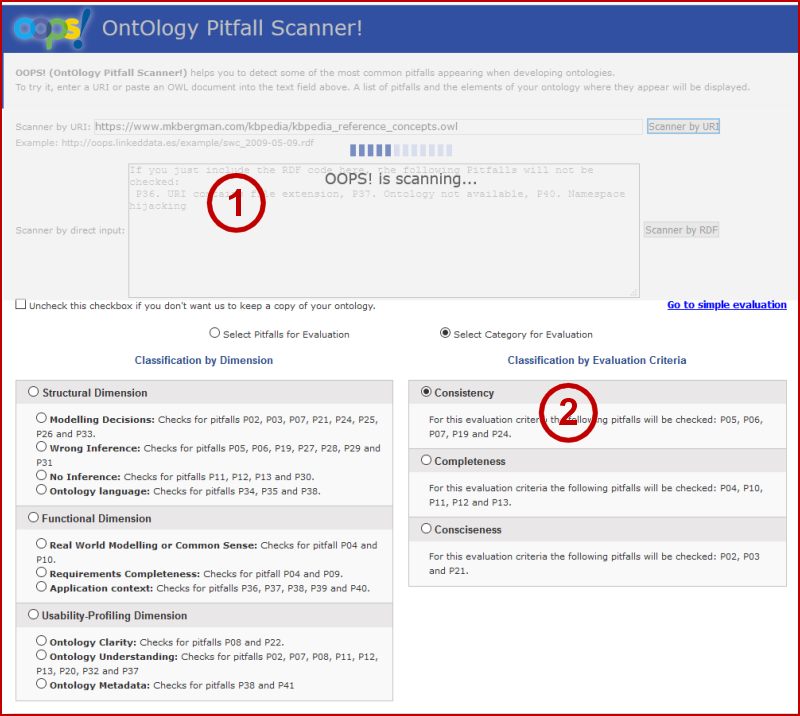 oops!
OntOlogy Pitfall Scanner!
OOPS! (OntOlogy Pitfall Scanner!) helps you to detect some of the most common pitfalls appearing when developing ontologies.
To try it, enter a URI or paste an OWL document into the text field above. A list of pitfalls and the elements of your ontology where they appear will be displayed.
Scanner by URI: https://www.mkbergman.com/kbpedia/kbpedia_reference_concepts.owl Scanner by URI
Example: http://oops.linkeddata.es/example/swc_2009-05-09.rdf
If you just include the RDF code here, the following Pitfalls will not be
checked:
OOPS! is scanning...
P36. URI contains file extension, P37. Ontology not available, P40. Namespace
hijacking
1
Scanner by direct input: Scanner by RDF
Uncheck this checkbox if you don't want us to keep a copy of your ontology. Go to simple evaluation
Select Pitfalls for Evaluation Select Category for Evaluation
Classification by Dimension
Structural Dimension
Modelling Decisions: Checks for pitfalls P02, P03, P07, P21, P24, P25,
P26 and P33.
Wrong Inference: Checks for pitfalls P05, P06, P19, P27, P28, P29 and
P31
No Inference: Checks for pitfalls P11, P12, P13 and P30.
Ontology language: Checks for pitfalls P34, P35 and P38.
Functional Dimension
Real World Modelling or Common Sense: Checks for pitfall P04 and
P10.
Requirements Completeness: Checks for pitfall P04 and P09.
Application context: Checks for pitfalls P36, P37, P38, P39 and P40.
Usability-Profiling Dimension
Ontology Clarity: Checks for pitfalls P08 and P22.
Ontology Understanding: Checks for pitfalls P02, P07, P08, P11, P12,
P13, P20, P32 and P37
Ontology Metadata: Checks for pitfalls P38 and P41
Classification by Evaluation Criteria
Consistency
2
For this evaluation criteria the following pitfalls will be checked: P05, P06,
P07, P19 and P24.
Completeness
For this evaluation criteria the following pitfalls will be checked: P04, P10,
P11, P12 and P13.
Consciseness
For this evaluation criteria the following pitfalls will be checked: P02, P03
and P21.